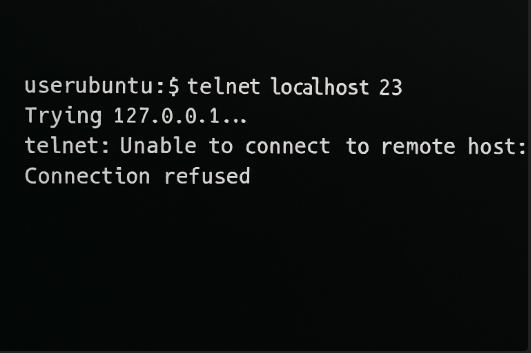 userubuntu:$ telnet localhost 23
Trying 127.0.0.1...
telnet: Unable to connect to remote host:
Connection refused